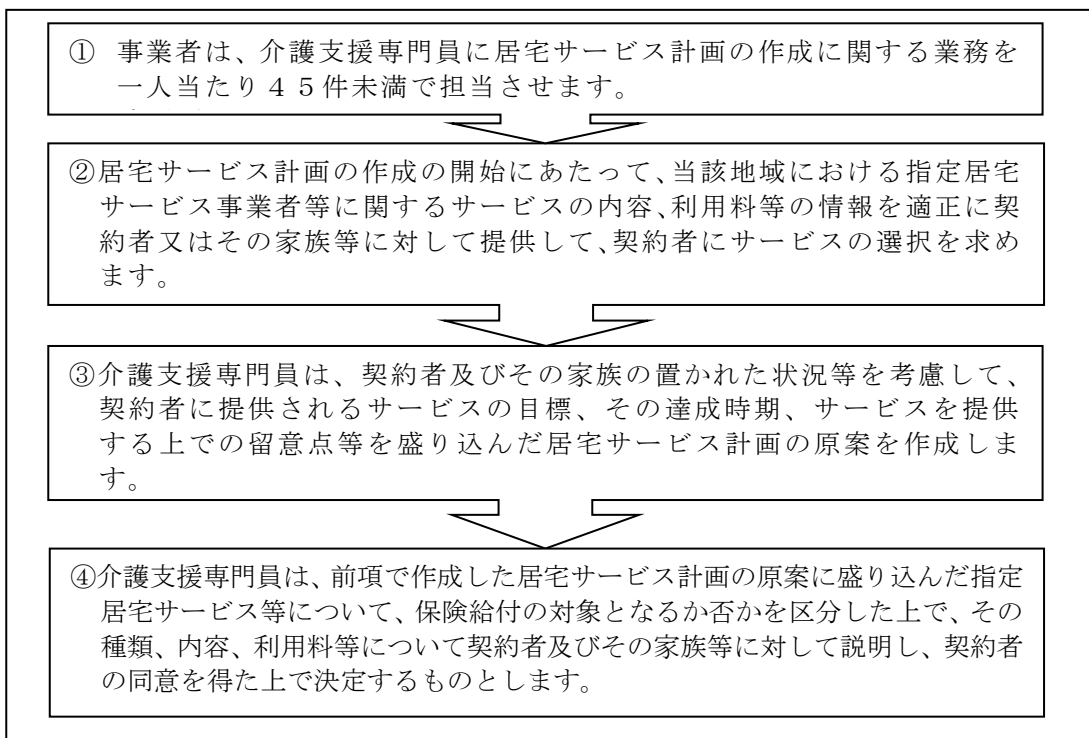 ① 事業者は、介護支援専門員に居宅サービス計画の作成に関する業務を
一人当たり４５件未満で担当させます。
②居宅サービス計画の作成の開始にあたって、当該地域における指定居宅
サービス事業者等に関するサービスの内容、利用料等の情報を適正に契
約者又はその家族等に対して提供して、契約者にサービスの選択を求め
ます。
③介護支援専門員は、契約者及びその家族の置かれた状況等を考慮して、
契約者に提供されるサービスの目標、その達成時期、サービスを提供
する上での留意点等を盛り込んだ居宅サービス計画の原案を作成しま
す。
④介護支援専門員は、前項で作成した居宅サービス計画の原案に盛り込んだ指定
居宅サービス等について、保険給付の対象となるか否かを区分した上で、その
種類、内容、利用料等について契約者及びその家族等に対して説明し、契約者
の同意を得た上で決定するものとします。